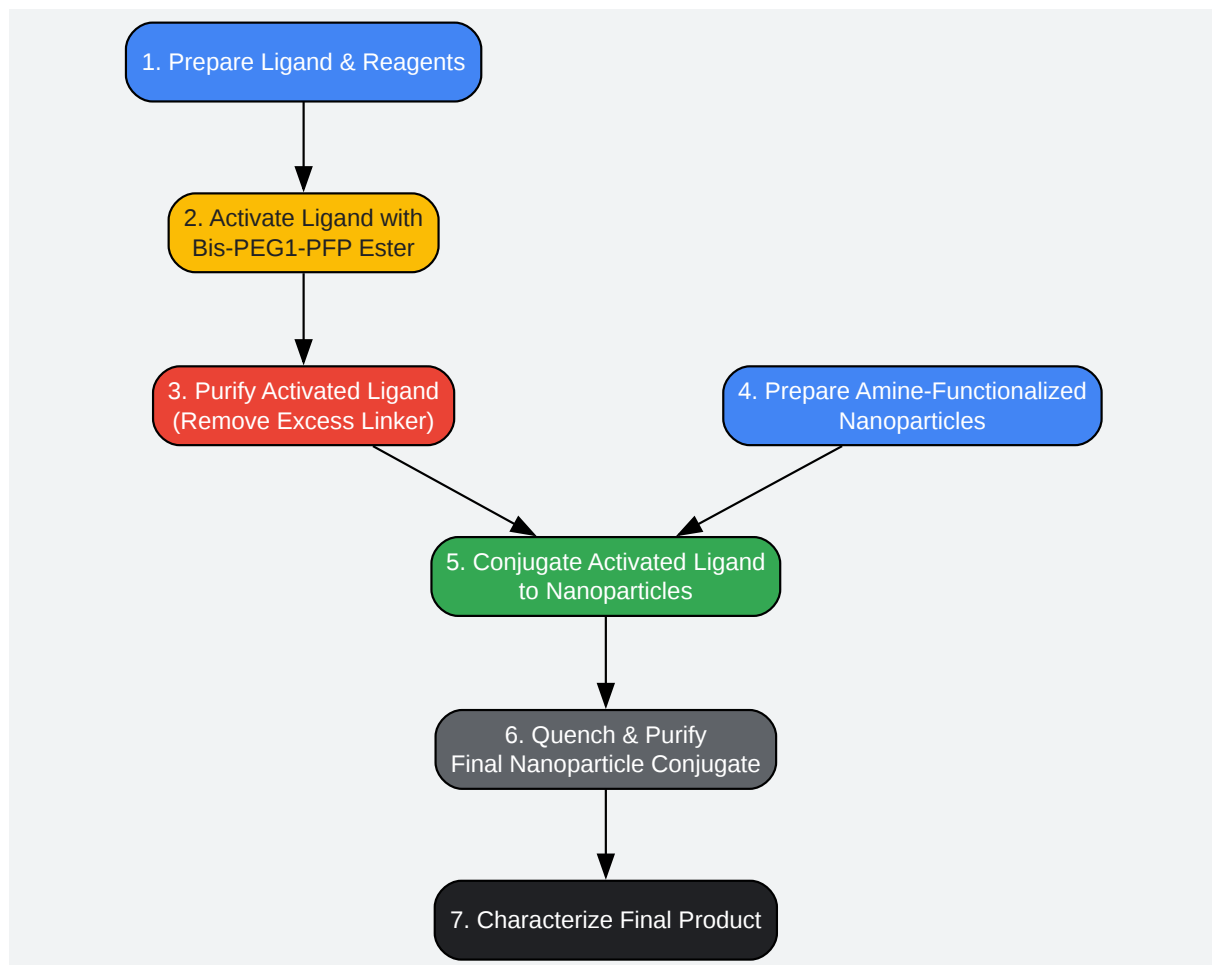 1. Prepare Ligand & Reagents
2. Activate Ligand with
Bis-PEG1-PFP Ester
3. Purify Activated Ligand
(Remove Excess Linker)
4. Prepare Amine-Functionalized
Nanoparticles
5. Conjugate Activated Ligand
to Nanoparticles
6. Quench & Purify
Final Nanoparticle Conjugate
7. Characterize Final Product